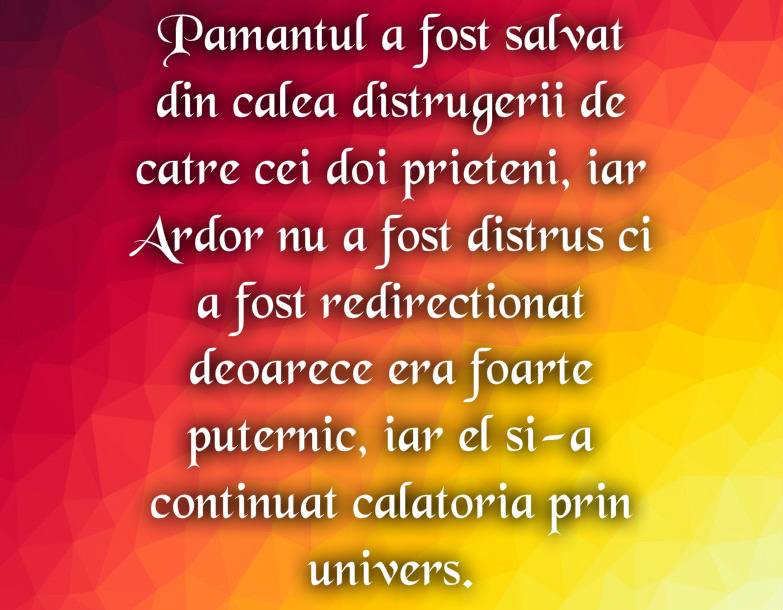 Pamantul a fost salvat
din calea distrugerii de
catre cei doi prieteni, iar
Ardor nu a fost distrus ci
a fost redirectionat
deoarece era foarte
puternic, iar el si-a
continuat calatoria prin
univers.